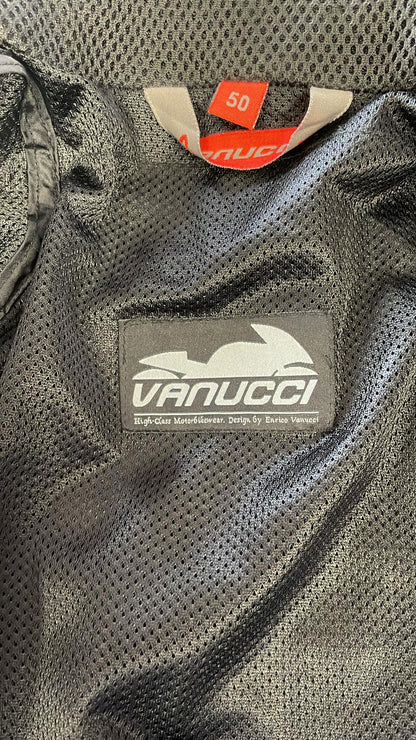 50
VANUCCI
VANUCCI
High-Class Motorbikewear. Design by Enrico Vanucci